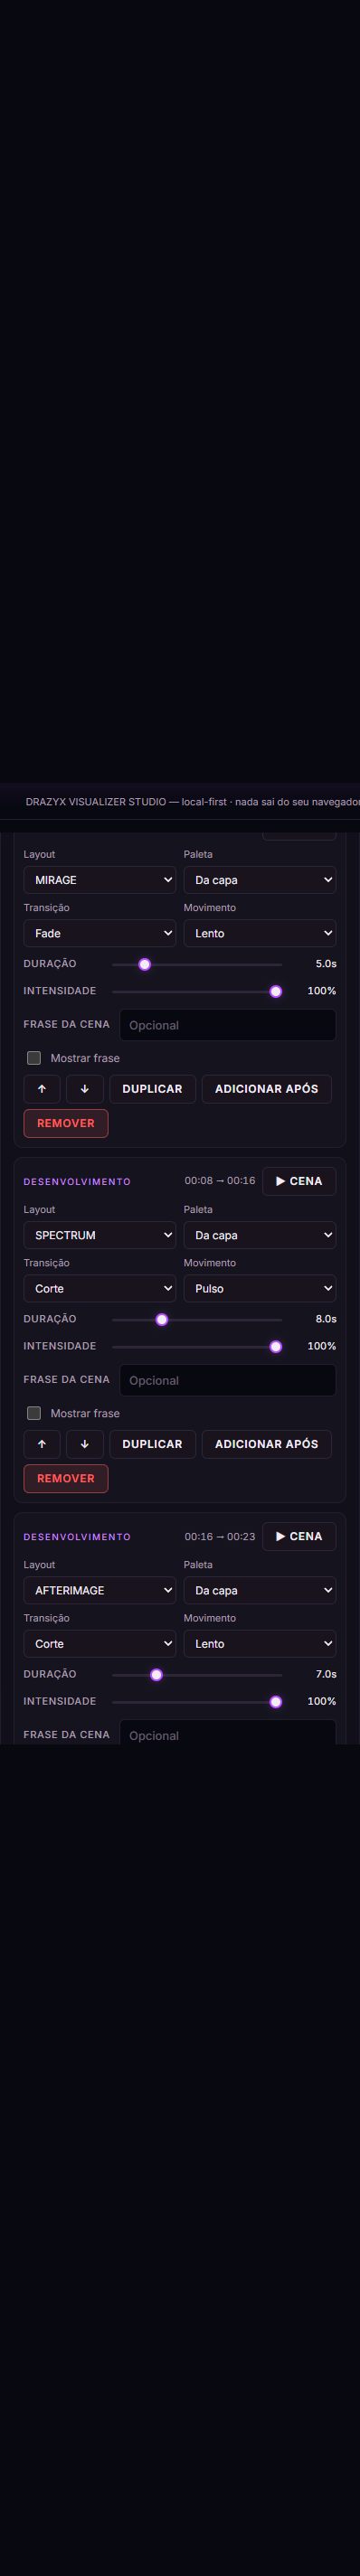 DRAZYX VISUALIZER STUDIO — local-first · nada sai do seu navegador
Layout Paleta
MIRAGE Da capa
Transição Movimento
Fade Lento
DURAÇÃO 5.0s
INTENSIDADE 100%
FRASE DA CENA Opcional
Mostrar frase
↑ ↓ DUPLICAR ADICIONAR APÓS
REMOVER
DESENVOLVIMENTO 00:08 → 00:16 ▶ CENA
Layout Paleta
SPECTRUM Da capa
Transição Movimento
Corte Pulso
DURAÇÃO 8.0s
INTENSIDADE 100%
FRASE DA CENA Opcional
Mostrar frase
↑ ↓ DUPLICAR ADICIONAR APÓS
REMOVER
DESENVOLVIMENTO 00:16 → 00:23 ▶ CENA
Layout Paleta
AFTERIMAGE Da capa
Transição Movimento
Corte Lento
DURAÇÃO 7.0s
INTENSIDADE 100%
FRASE DA CENA Opcional